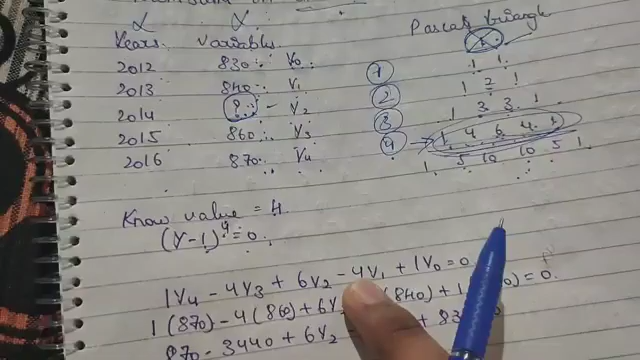 x y
Pascal's triangle
Years Variables
1
2012 830 Y0
1 1 1
2013 840 Y1
2 1 2 1
2014 ? - Y2
3 1 3 3 1
2015 860 Y3
4 → 1 4 6 4 1
2016 870 Y4
1 5 10 10 5 1
Know value = 4
(Y-1)^4 = 0
1Y4 - 4Y3 + 6Y2 - 4Y1 + 1Y0 = 0
1(870) - 4(860) + 6Y2 (840) + 1 0) = 0
870 - 3440 + 6Y2 + 83